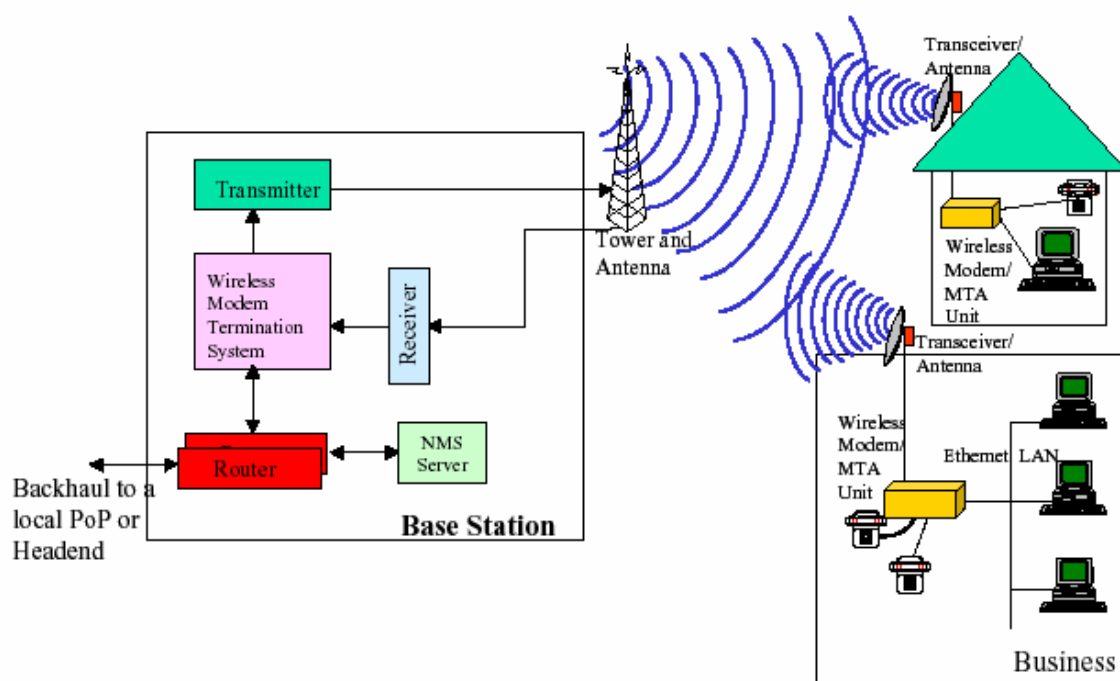 Transceiver/
Antenna
Transmitter
Tower and
Antenna
Wireless
Modem/
MTA
Unit
Wireless
Modem
Termination
System
Receiver
Transceiver/
Antenna
Wireless
Modem/
MTA
Unit
Ethernet LAN
Router
NMS
Server
Backhaul to a
local PoP or
Headend
Base Station
Business